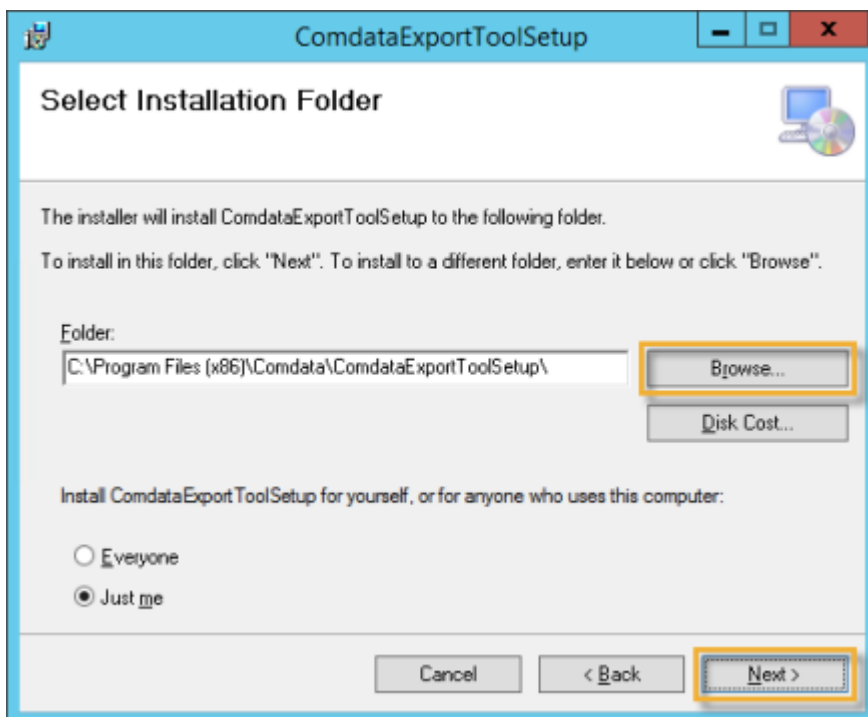 ComdataExportToolSetup
Select Installation Folder
The installer will install ComdataExportToolSetup to the following folder.
To install in this folder, click "Next". To install to a different folder, enter it below or click "Browse".
Folder:
C:\Program Files (x86)\Comdata\ComdataExportToolSetup\
Browse...
Disk Cost...
Install ComdataExportToolSetup for yourself, or for anyone who uses this computer:
Everyone
Just me
Cancel
< Back
Next >